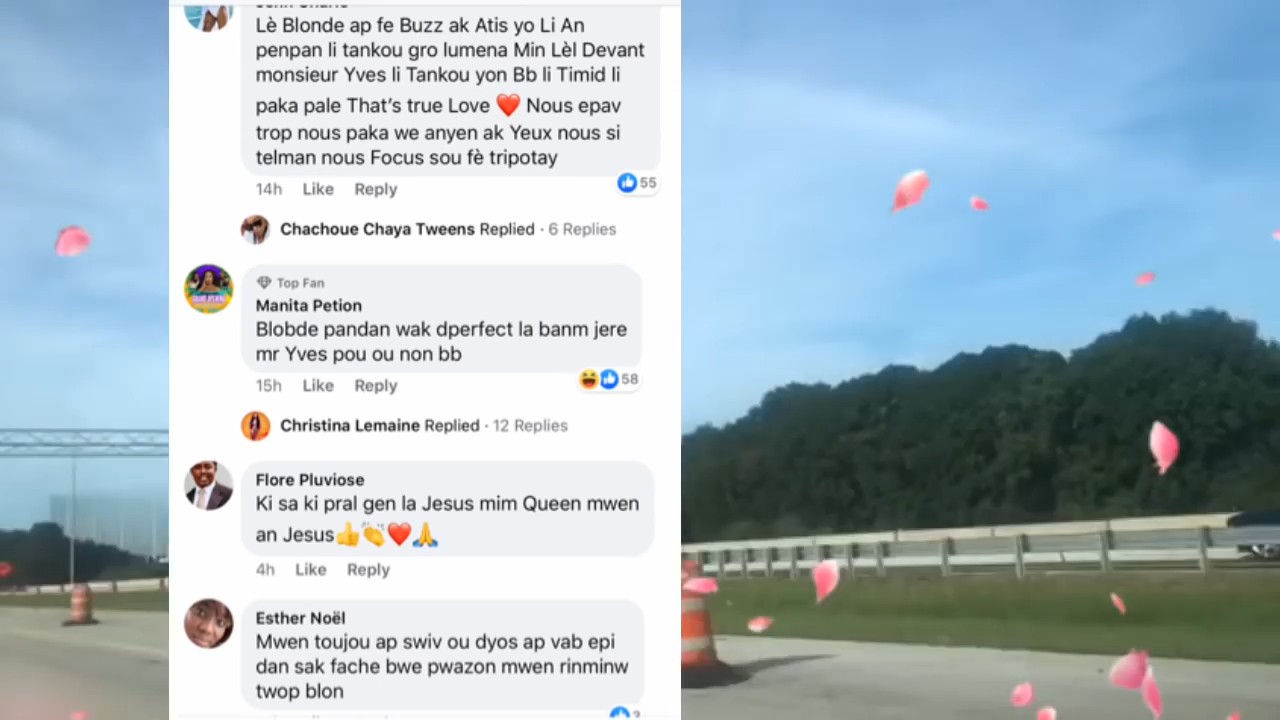 Lè Blonde ap fe Buzz ak Atis yo Li An
penpan li tankou gro lumena Min Lèl Devant
monsieur Yves li Tankou yon Bb li Timid li
paka pale That's true Love ❤️ Nous epav
trop nous paka we anyen ak Yeux nous si
telman nous Focus sou fè tripotay
14h Like Reply 55
Chachoue Chaya Tweens Replied · 6 Replies
Top Fan
Manita Petion
Blobde pandan wak dperfect la banm jere
mr Yves pou ou non bb
15h Like Reply 58
Christina Lemaine Replied · 12 Replies
Flore Pluviose
Ki sa ki pral gen la Jesus mim Queen mwen
an Jesus👍👏❤️🙏
4h Like Reply
Esther Noël
Mwen toujou ap swiv ou dyos ap vab epi
dan sak fache bwe pwazon mwen rinminw
twop blon